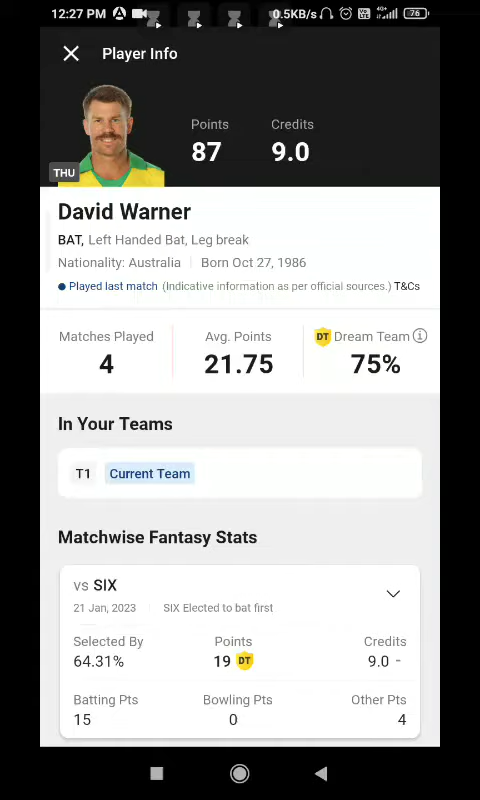 12:27 PM 0.5KB/s 4G+ 76
Player Info
Points Credits
87 9.0
THU
David Warner
BAT, Left Handed Bat, Leg break
Nationality: Australia Born Oct 27, 1986
Played last match (Indicative information as per official sources.) T&Cs
Matches Played Avg. Points DT Dream Team
4 21.75 75%
In Your Teams
T1 Current Team
Matchwise Fantasy Stats
vs SIX
21 Jan, 2023 SIX Elected to bat first
Selected By Points Credits
64.31% 19 DT 9.0 -
Batting Pts Bowling Pts Other Pts
15 0 4